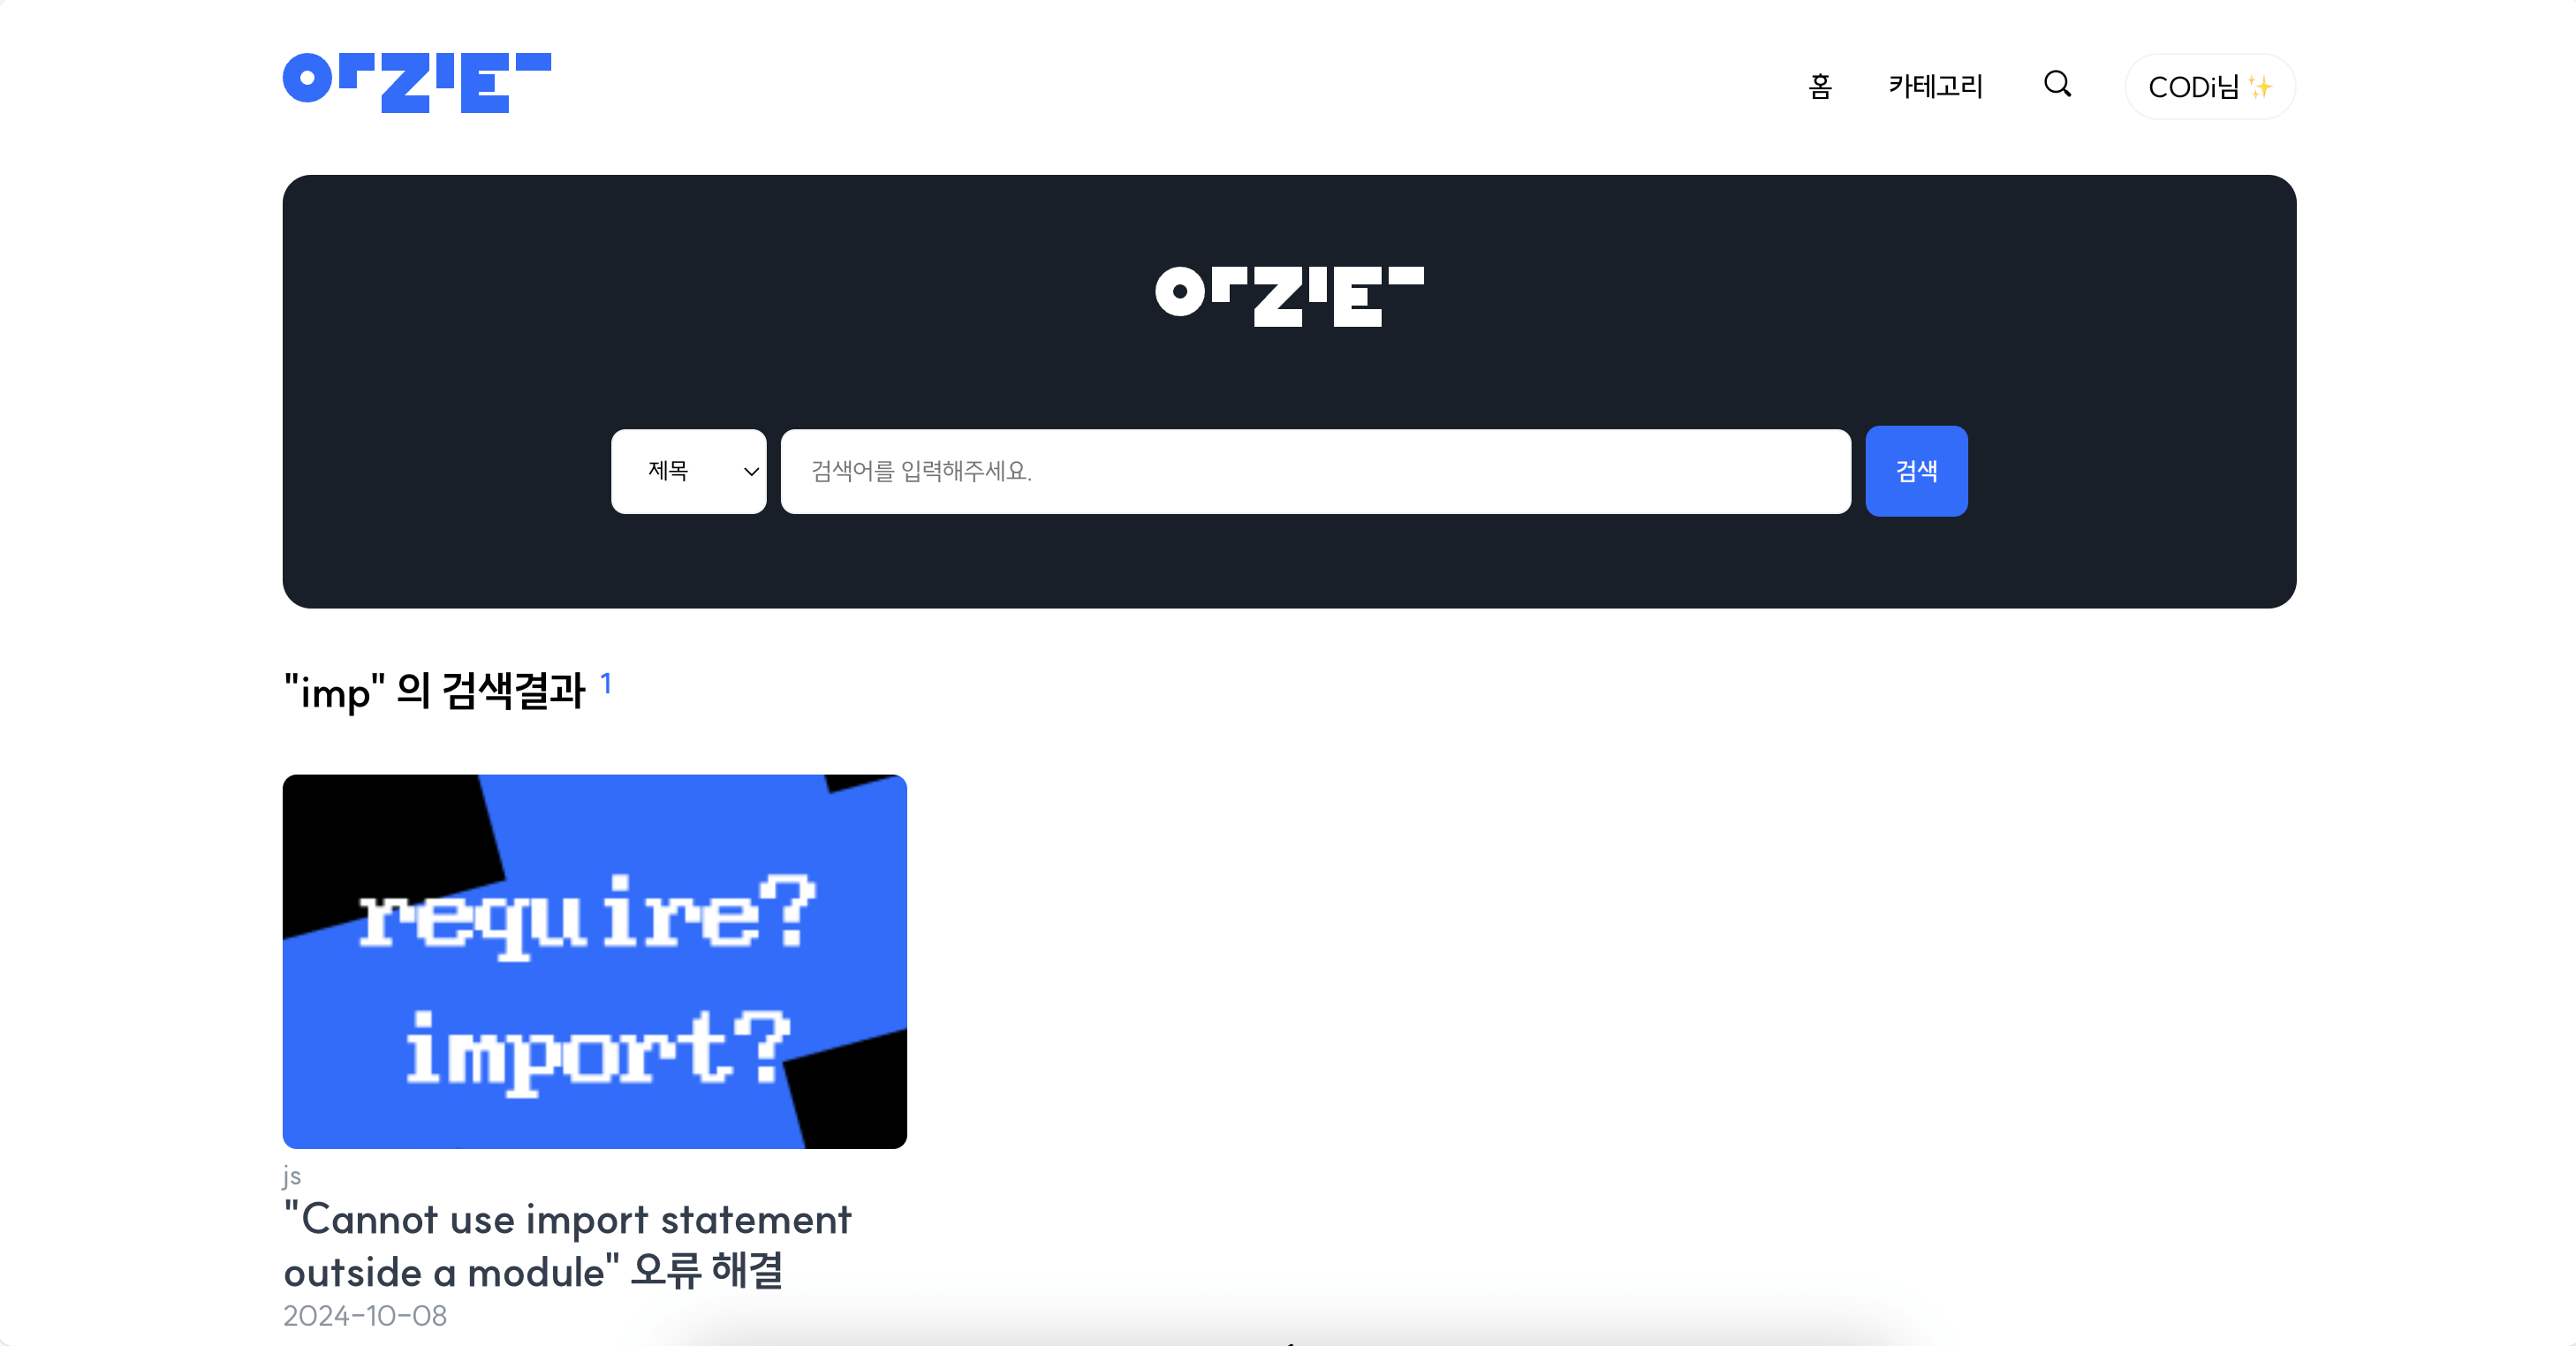 홈 카테고리 CODi님 ✨
제목 검색어를 입력해주세요. 검색
"imp" 의 검색결과 1
require?
import?
js
"Cannot use import statement
outside a module" 오류 해결
2024-10-08